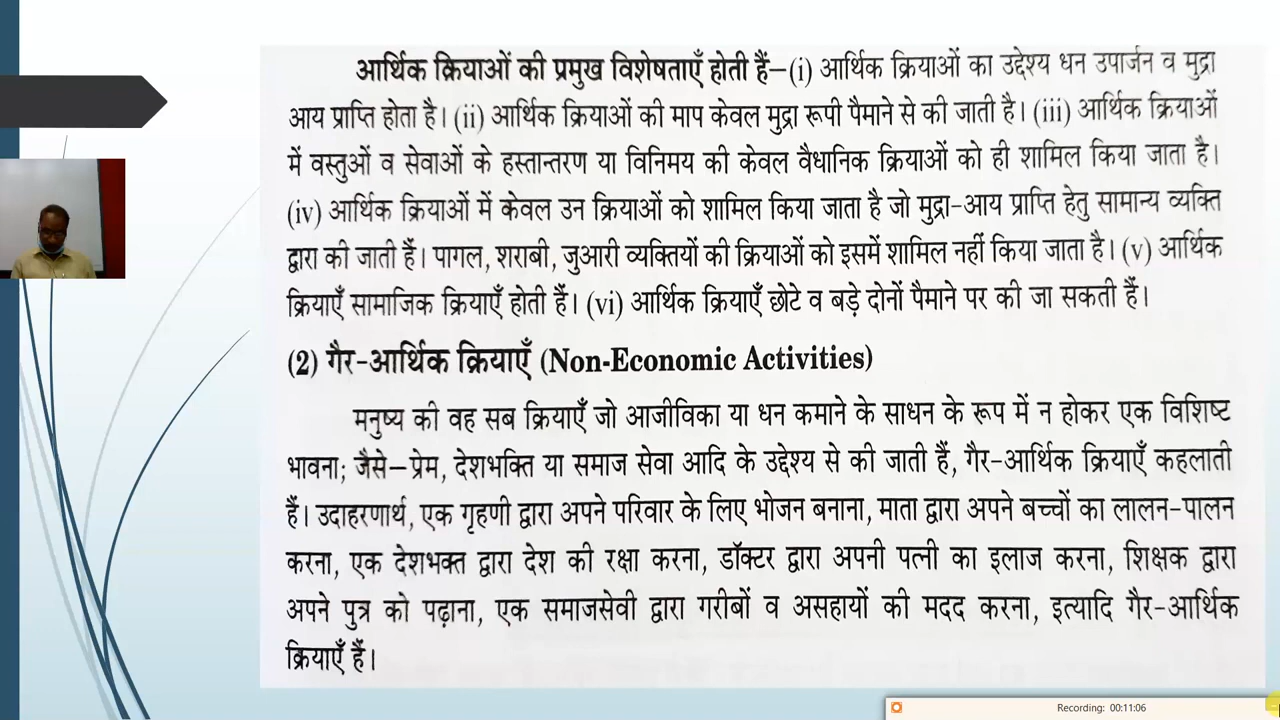 आर्थिक क्रियाओं की प्रमुख विशेषताएँ होती हैं–(i) आर्थिक क्रियाओं का उद्देश्य धन उपार्जन व मुद्रा
आय प्राप्ति होता है। (ii) आर्थिक क्रियाओं की माप केवल मुद्रा रूपी पैमाने से की जाती है। (iii) आर्थिक क्रियाओं
में वस्तुओं व सेवाओं के हस्तान्तरण या विनिमय की केवल वैधानिक क्रियाओं को ही शामिल किया जाता है।
(iv) आर्थिक क्रियाओं में केवल उन क्रियाओं को शामिल किया जाता है जो मुद्रा-आय प्राप्ति हेतु सामान्य व्यक्ति
द्वारा की जाती हैं। पागल, शराबी, जुआरी व्यक्तियों की क्रियाओं को इसमें शामिल नहीं किया जाता है। (v) आर्थिक
क्रियाएँ सामाजिक क्रियाएँ होती हैं। (vi) आर्थिक क्रियाएँ छोटे व बड़े दोनों पैमाने पर की जा सकती हैं।
(2) गैर-आर्थिक क्रियाएँ (Non-Economic Activities)
मनुष्य की वह सब क्रियाएँ जो आजीविका या धन कमाने के साधन के रूप में न होकर एक विशिष्ट
भावना; जैसे–प्रेम, देशभक्ति या समाज सेवा आदि के उद्देश्य से की जाती हैं, गैर-आर्थिक क्रियाएँ कहलाती
हैं। उदाहरणार्थ, एक गृहणी द्वारा अपने परिवार के लिए भोजन बनाना, माता द्वारा अपने बच्चों का लालन-पालन
करना, एक देशभक्त द्वारा देश की रक्षा करना, डॉक्टर द्वारा अपनी पत्नी का इलाज करना, शिक्षक द्वारा
अपने पुत्र को पढ़ाना, एक समाजसेवी द्वारा गरीबों व असहायों की मदद करना, इत्यादि गैर-आर्थिक
क्रियाएँ हैं।
Recording: 00:11:06